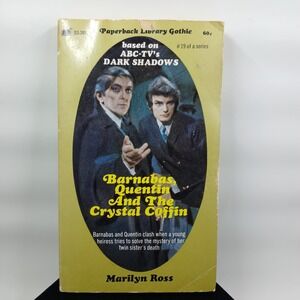 Paperback Library Gothic
60¢
based on
ABC-TV's
DARK SHADOWS
#19 of a series
Barnabas,
Quentin
And The
Crystal Coffin
Barnabas and Quentin clash when a young
heiress tries to solve the mystery of her
twin sister's death
Marilyn Ross